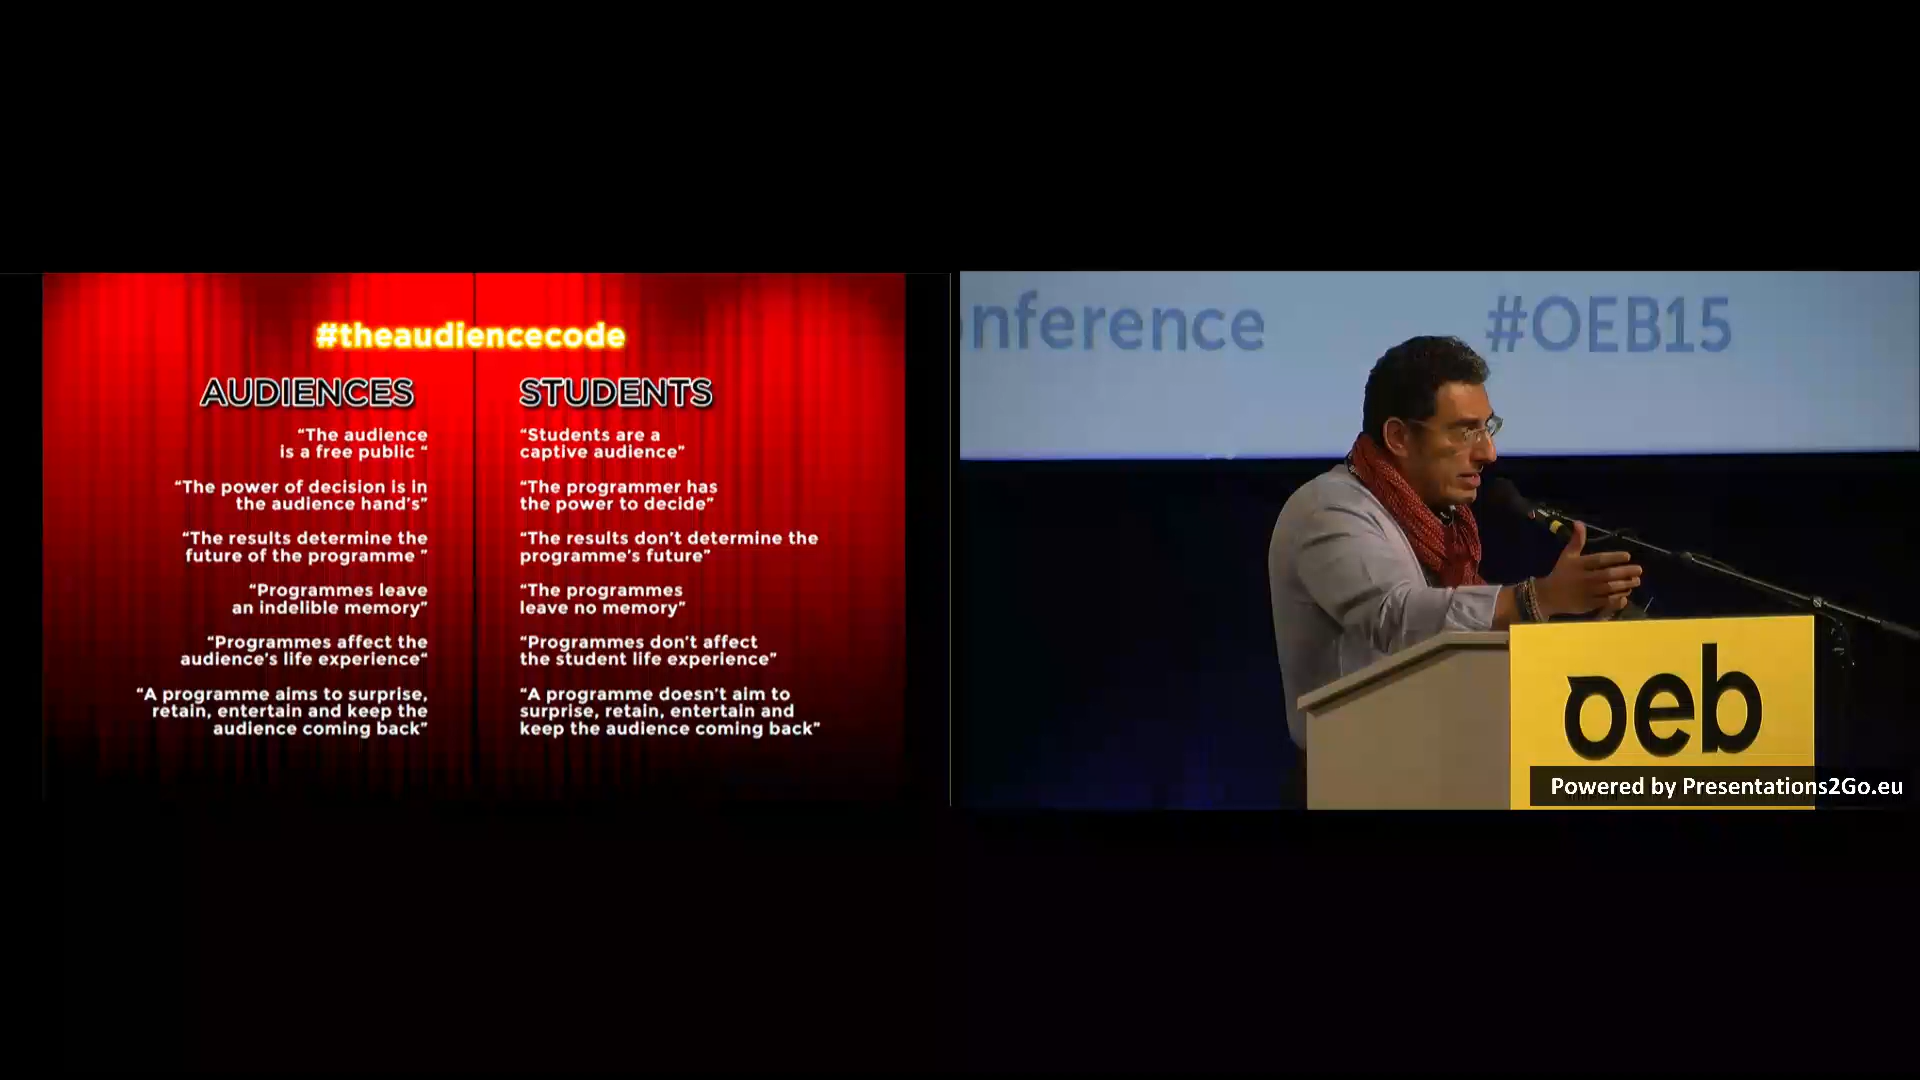 #theaudiencecode
AUDIENCES
“The audience
is a free public “
“The power of decision is in
the audience hand’s”
“The results determine the
future of the programme ”
“Programmes leave
an indelible memory”
“Programmes affect the
audience’s life experience“
“A programme aims to surprise,
retain, entertain and keep the
audience coming back”
STUDENTS
“Students are a
captive audience”
“The programmer has
the power to decide”
“The results don’t determine the
programme’s future”
“The programmes
leave no memory”
“Programmes don’t affect
the student life experience”
“A programme doesn’t aim to
surprise, retain, entertain and
keep the audience coming back”
onference #OEB15
oeb
Powered by Presentations2Go.eu